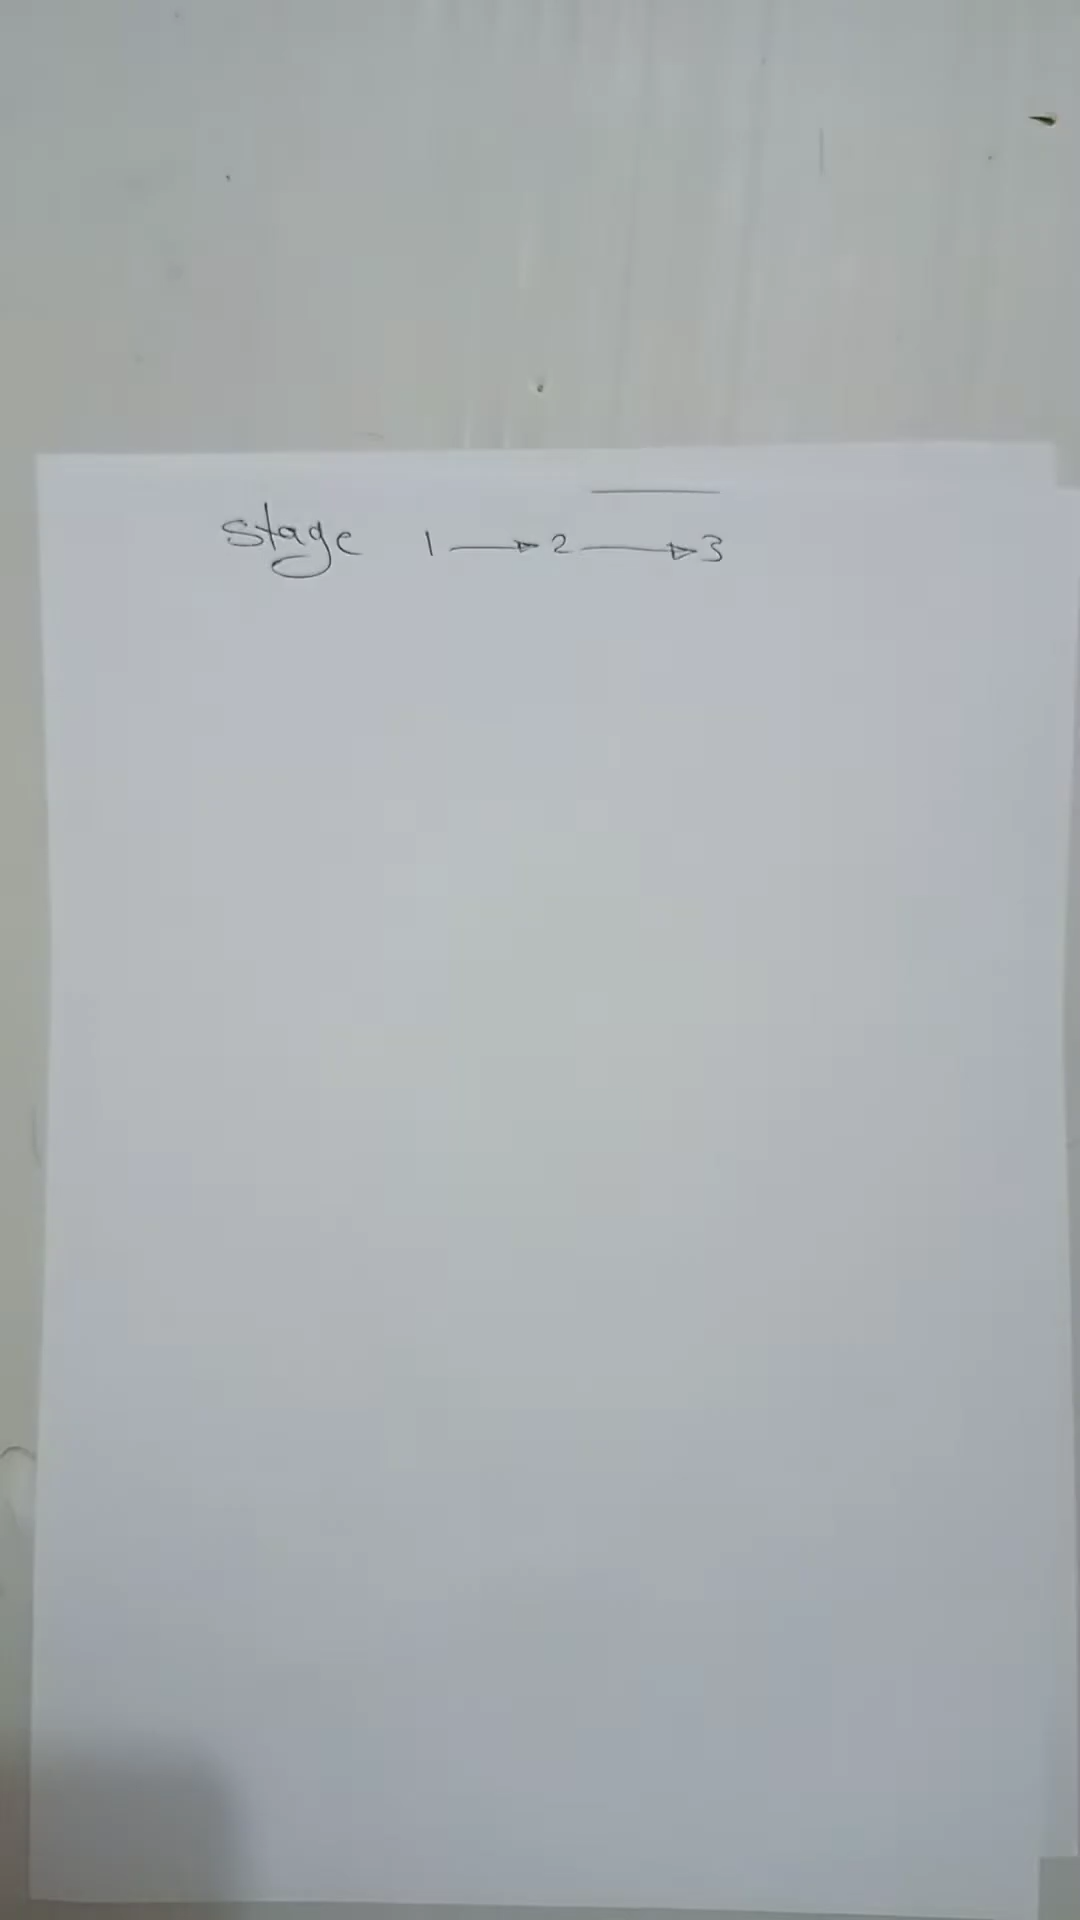 stage 1 → 2 → 3